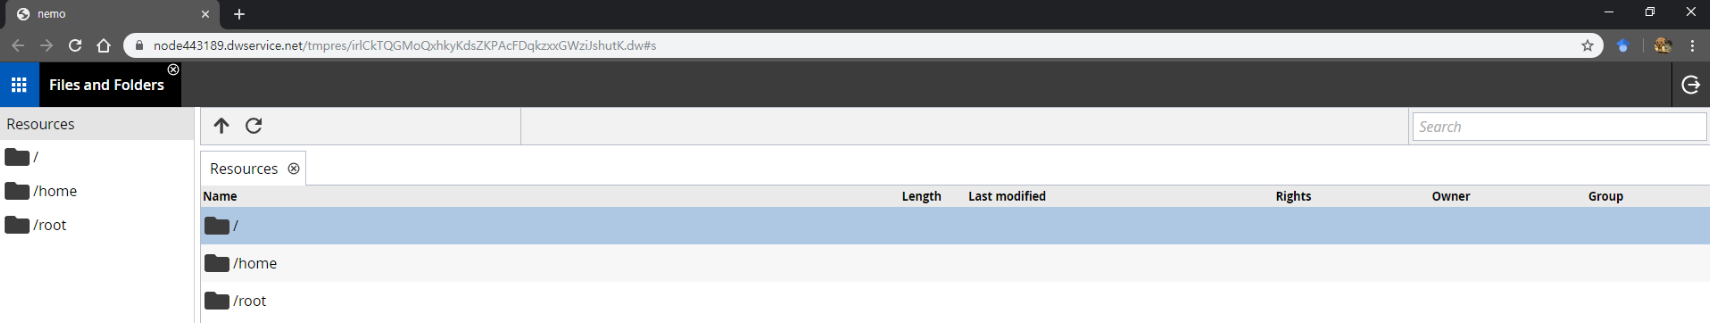 nemo
node443189.dwservice.net/tmpres/irlCkTQGMoQxhkyKdsZKPAcFDqkzxxGWziJshutK.dw#s
Files and Folders
Resources
/
/home
/root
Search
Resources
Name Length Last modified Rights Owner Group
/
/home
/root